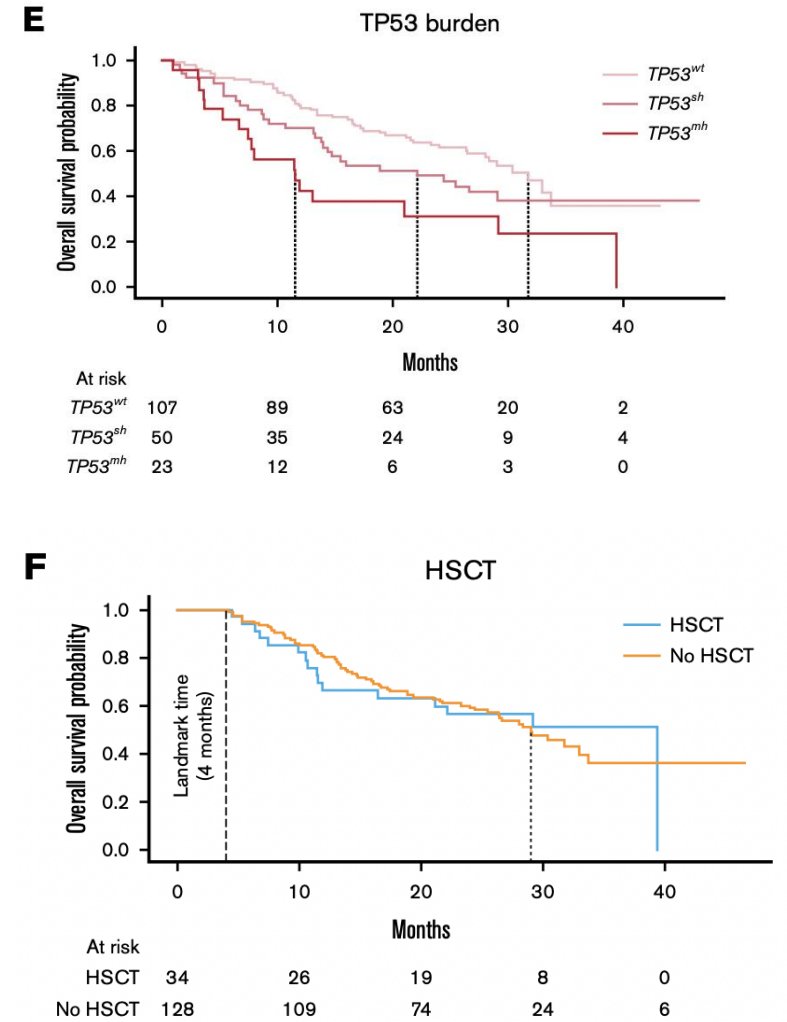 E
TP53 burden
Overall survival probability
1.0
0.8
0.6
0.4
0.2
0.0
TP53wt
TP53sh
TP53mh
0 10 20 30 40
Months
At risk
TP53wt 107 89 63 20 2
TP53sh 50 35 24 9 4
TP53mh 23 12 6 3 0
F
HSCT
Overall survival probability
1.0
0.8
0.6
0.4
0.2
0.0
Landmark time
(4 months)
HSCT
No HSCT
0 10 20 30 40
Months
At risk
HSCT 34 26 19 8 0
No HSCT 128 109 74 24 6